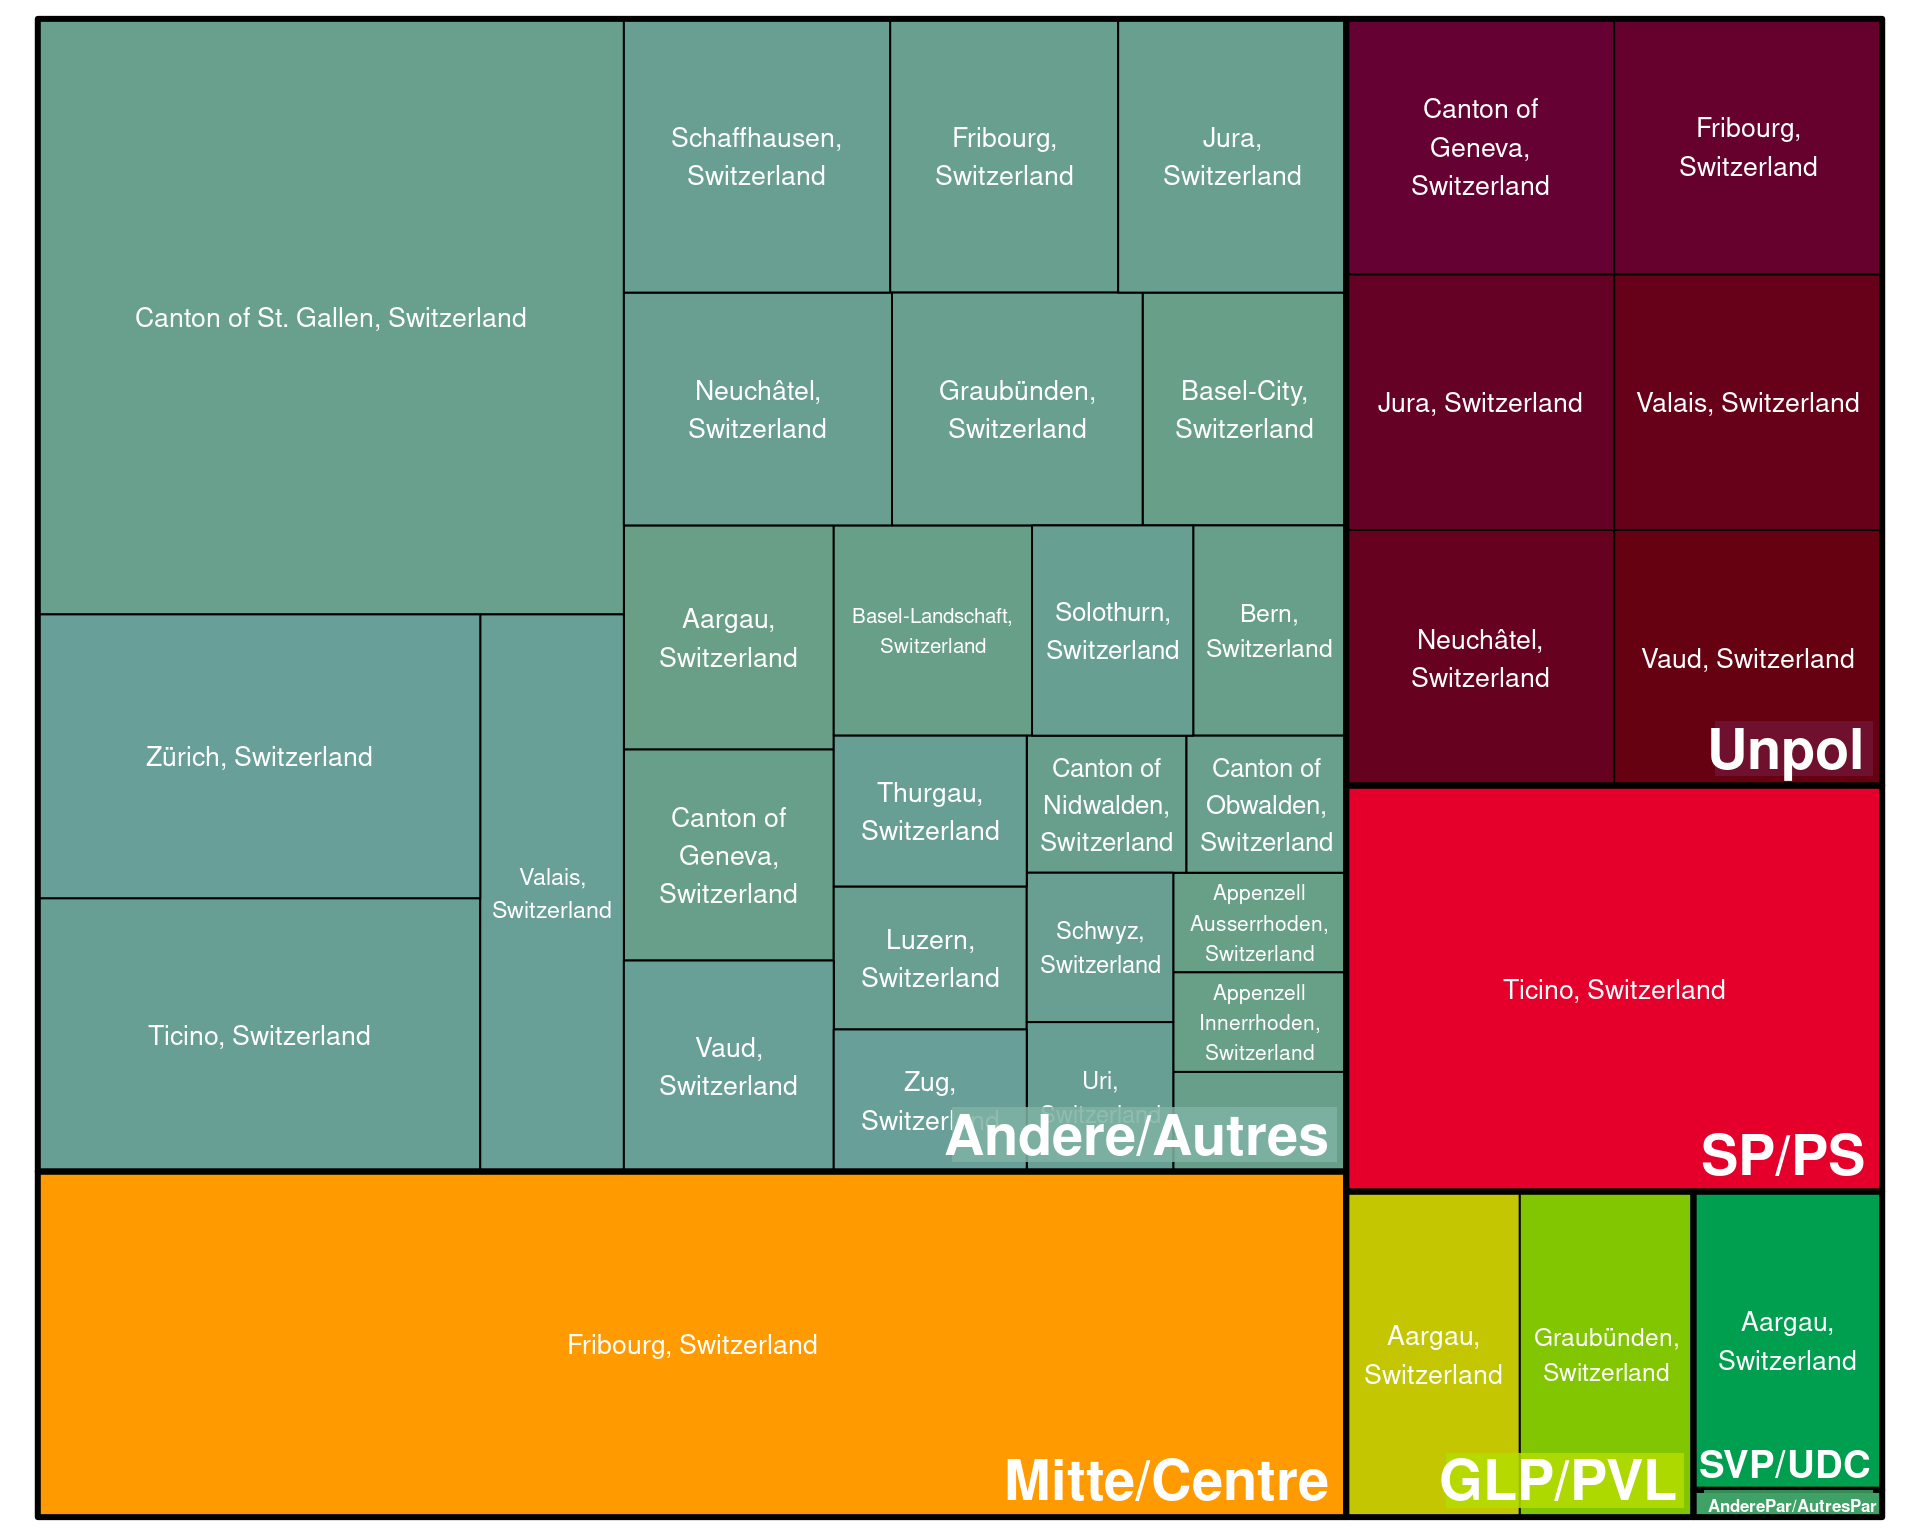 Canton of St. Gallen, Switzerland
Schaffhausen,
Switzerland
Fribourg,
Switzerland
Jura,
Switzerland
Neuchâtel,
Switzerland
Graubünden,
Switzerland
Basel-City,
Switzerland
Zürich, Switzerland
Ticino, Switzerland
Valais,
Switzerland
Aargau,
Switzerland
Basel-Landschaft,
Switzerland
Solothurn,
Switzerland
Bern,
Switzerland
Canton of
Geneva,
Switzerland
Vaud,
Switzerland
Thurgau,
Switzerland
Luzern,
Switzerland
Zug,
Switzerland
Canton of
Nidwalden,
Switzerland
Canton of
Obwalden,
Switzerland
Schwyz,
Switzerland
Uri,
Switzerland
Appenzell
Ausserrhoden,
Switzerland
Appenzell
Innerrhoden,
Switzerland
Andere/Autres
Fribourg, Switzerland
Mitte/Centre
Canton of
Geneva,
Switzerland
Fribourg,
Switzerland
Jura, Switzerland
Valais, Switzerland
Neuchâtel,
Switzerland
Vaud, Switzerland
Unpol
Ticino, Switzerland
SP/PS
Aargau,
Switzerland
Graubünden,
Switzerland
GLP/PVL
Aargau,
Switzerland
SVP/UDC
AnderePar/AutresPar